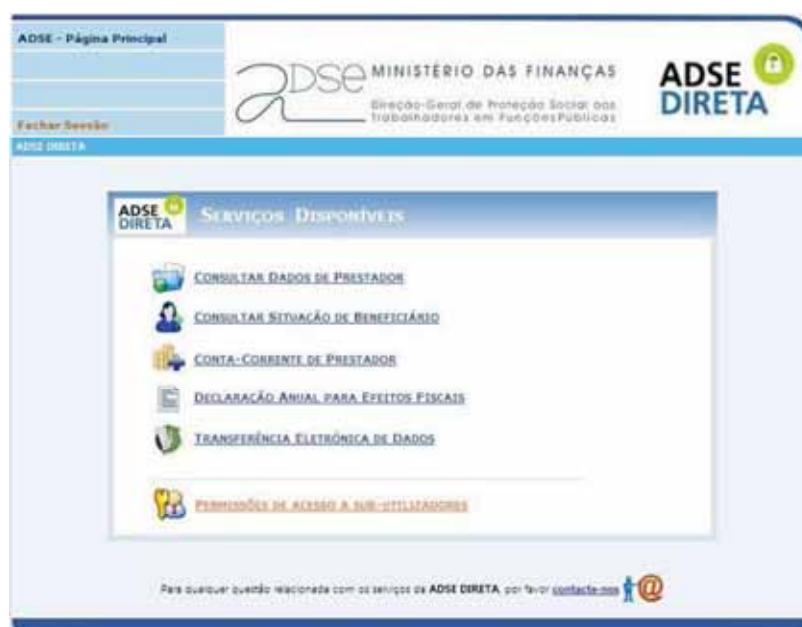 ADSE - Página Principal
Fechar Sessão
ADSE DIRETA
adse MINISTÉRIO DAS FINANÇAS
Direção-Geral de Proteção Social aos
Trabalhadores em Funções Públicas
ADSE
DIRETA
ADSE
DIRETA
SERVIÇOS DISPONÍVEIS
CONSULTAR DADOS DE PRESTADOR
CONSULTAR SITUAÇÃO DE BENEFICIÁRIO
CONTA-CORRENTE DE PRESTADOR
DECLARAÇÃO ANUAL PARA EFEITOS FISCAIS
TRANSFERÊNCIA ELETRÓNICA DE DADOS
PERMISSÕES DE ACESSO A SUB-UTILIZADORES
Para qualquer questão relacionada com os serviços da ADSE DIRETA, por favor contacte-nos